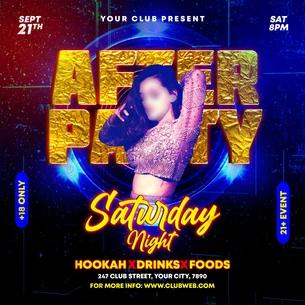 SEPT
21TH
YOUR CLUB PRESENT
SAT
8PM
AFTER
PARTY
Saturday
Night
+18 ONLY
21+ EVENT
HOOKAH X DRINKS X FOODS
247 CLUB STREET, YOUR CITY, 7890
FOR MORE INFO: WWW.CLUBWEB.COM